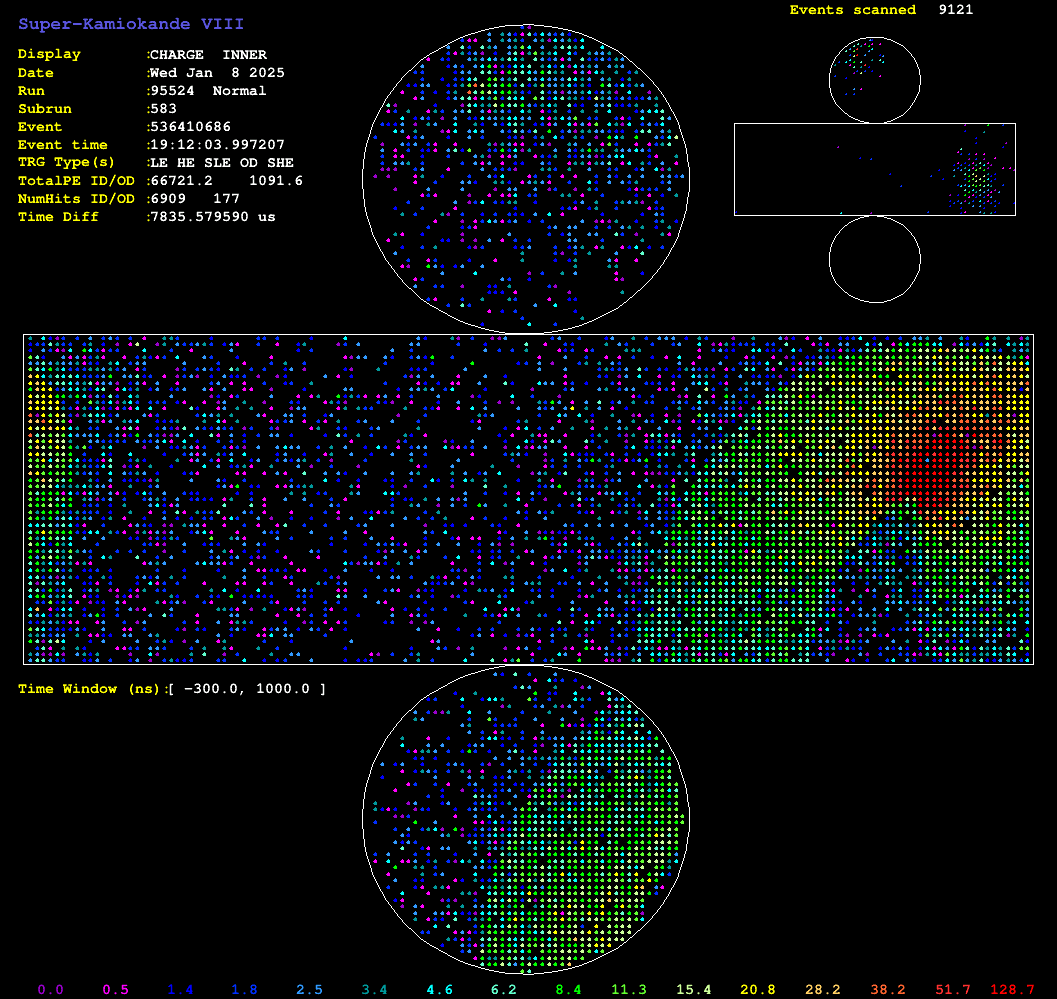 Super-Kamiokande VIII
Events scanned 9121
Display :CHARGE INNER
Date :Wed Jan 8 2025
Run :95524 Normal
Subrun :583
Event :536410686
Event time :19:12:03.997207
TRG Type(s) :LE HE SLE OD SHE
TotalPE ID/OD :66721.2 1091.6
NumHits ID/OD :6909 177
Time Diff :7835.579590 us
Time Window (ns):[ -300.0, 1000.0 ]
0.0 0.5 1.4 1.8 2.5 3.4 4.6 6.2 8.4 11.3 15.4 20.8 28.2 38.2 51.7 128.7